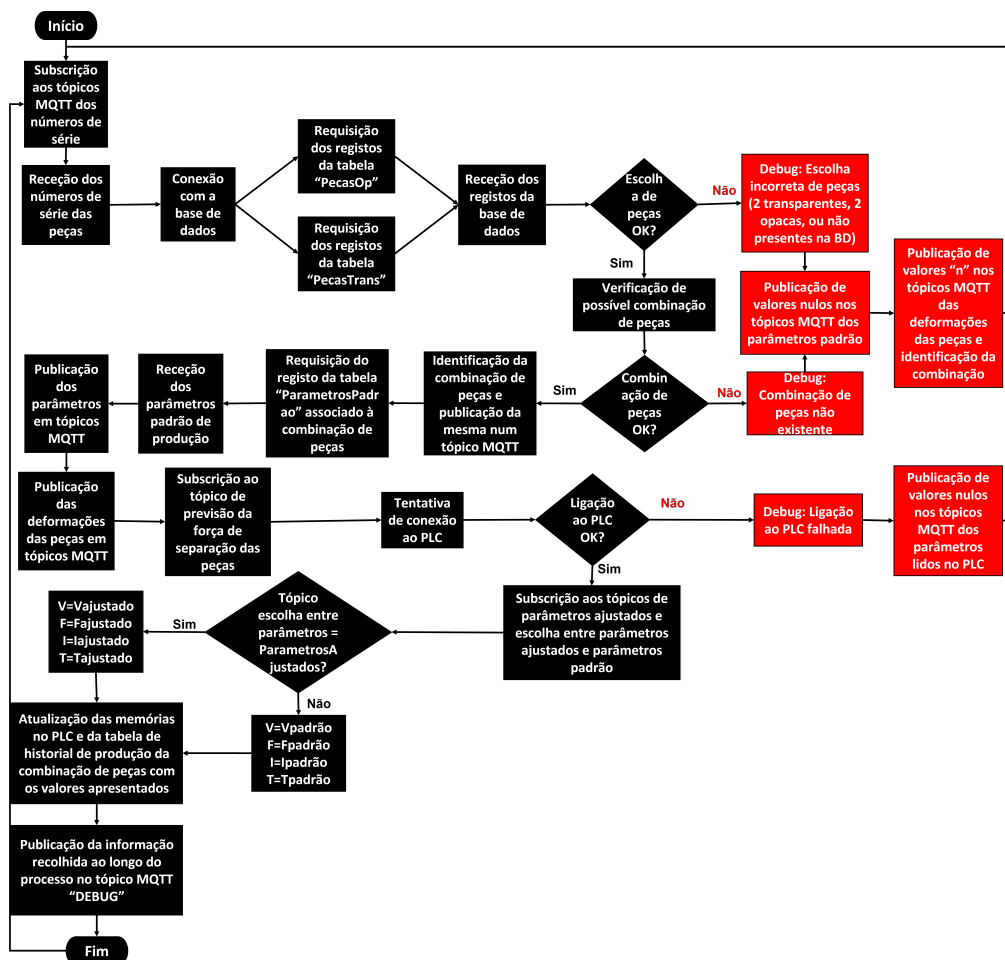 Início
Subscrição
aos tópicos
MQTT dos
números de
série
Receção dos
números de
série das
peças
Conexão
com a
base de
dados
Requisição
dos registos
da tabela
“PecasOp”
Requisição
dos registos
da tabela
“PecasTrans”
Receção dos
registos da
base de
dados
Escolh
a de
peças
OK?
Não
Debug: Escolha
incorreta de peças
(2 transparentes, 2
opacas, ou não
presentes na BD)
Sim
Verificação de
possível combinação
de peças
Publicação de
valores nulos nos
tópicos MQTT dos
parâmetros padrão
Publicação de
valores “n” nos
tópicos MQTT
das
deformações
das peças e
identificação da
combinação
Combin
ação de
peças
OK?
Não
Debug:
Combinação de
peças não
existente
Sim
Identificação da
combinação de
peças e
publicação da
mesma num
tópico MQTT
Requisição do
registo da tabela
“ParametrosPadr
ao” associado à
combinação de
peças
Receção
dos
parâmetros
padrão de
produção
Publicação
dos
parâmetros
em tópicos
MQTT
Publicação
das
deformações
das peças em
tópicos MQTT
Subscrição ao
tópico de
previsão da
força de
separação das
peças
Tentativa
de conexão
ao PLC
Ligação
ao PLC
OK?
Não
Debug: Ligação
ao PLC falhada
Publicação de
valores nulos
nos tópicos
MQTT dos
parâmetros
lidos no PLC
Sim
Subscrição aos tópicos de
parâmetros ajustados e
escolha entre parâmetros
ajustados e parâmetros
padrão
Tópico
escolha entre
parâmetros =
ParametrosA
justados?
Sim
V=Vajustado
F=Fajustado
I=Iajustado
T=Tajustado
Não
V=Vpadrão
F=Fpadrão
I=Ipadrão
T=Tpadrão
Atualização das memórias
no PLC e da tabela de
historial de produção da
combinação de peças com
os valores apresentados
Publicação da informação
recolhida ao longo do
processo no tópico MQTT
“DEBUG”
Fim